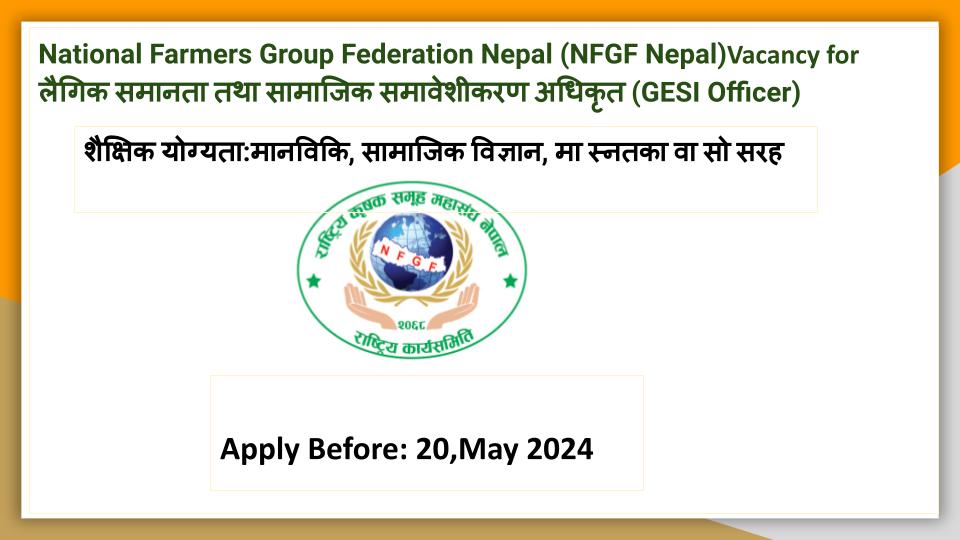 National Farmers Group Federation Nepal (NFGF Nepal)Vacancy for
लैगिक समानता तथा सामाजिक समावेशीकरण अधिकृत (GESI Officer)
शैक्षिक योग्यता:मानविकि, सामाजिक विज्ञान, मा स्नतका वा सो सरह
राष्ट्रिय कृषक समूह महासंघ नेपाल
NFGF
२०६८
राष्ट्रिय कार्यसमिति
Apply Before: 20,May 2024